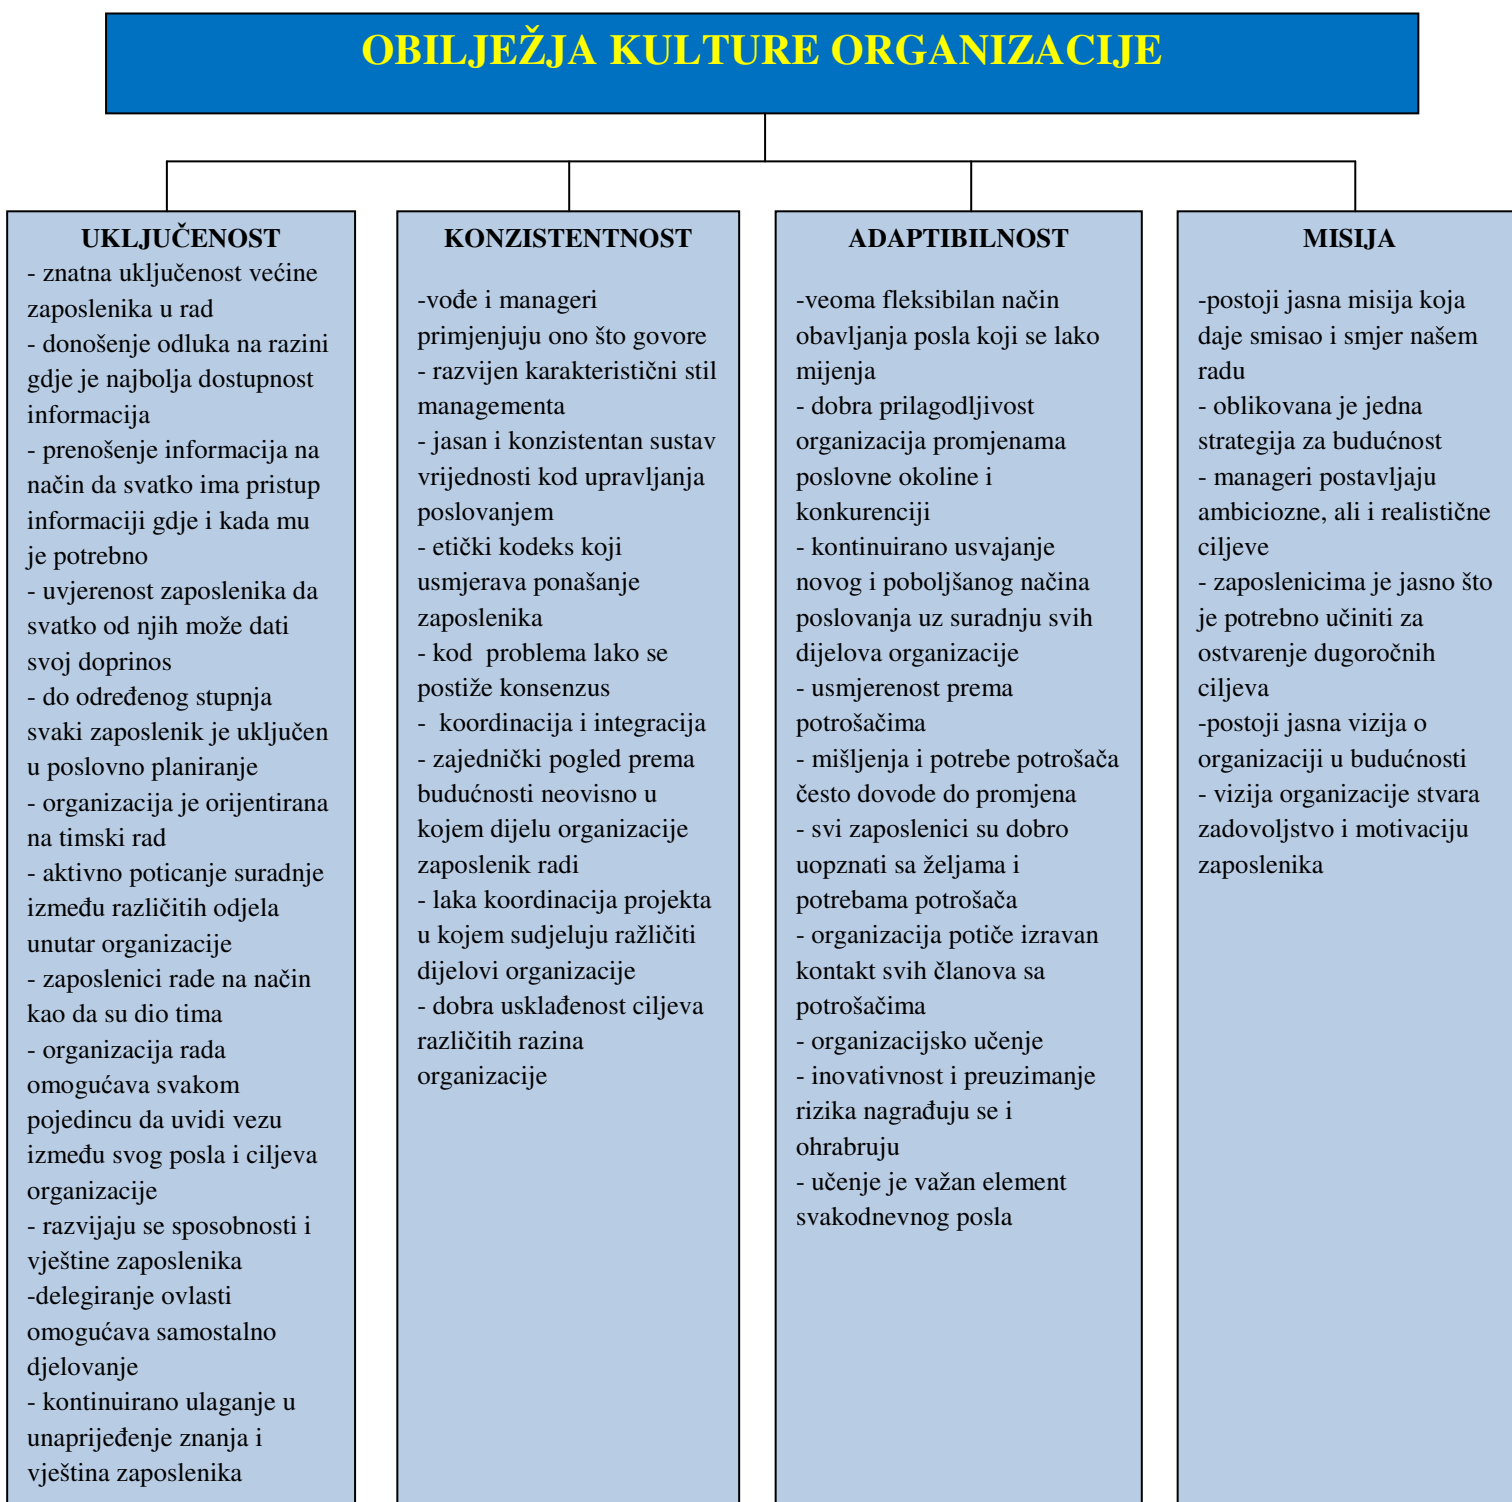 OBILJEŽJA KULTURE ORGANIZACIJE
UKLJUČENOST
- znatna uključenost većine
zaposlenika u rad
- donošenje odluka na razini
gdje je najbolja dostupnost
informacija
- prenošenje informacija na
način da svatko ima pristup
informaciji gdje i kada mu
je potrebno
- uvjerenost zaposlenika da
svatko od njih može dati
svoj doprinos
- do određenog stupnja
svaki zaposlenik je uključen
u poslovno planiranje
- organizacija je orijentirana
na timski rad
- aktivno poticanje suradnje
između različitih odjela
unutar organizacije
- zaposlenici rade na način
kao da su dio tima
- organizacija rada
omogućava svakom
pojedincu da uvidi vezu
između svog posla i ciljeva
organizacije
- razvijaju se sposobnosti i
vještine zaposlenika
-delegiranje ovlasti
omogućava samostalno
djelovanje
- kontinuirano ulaganje u
unaprijeđenje znanja i
vještina zaposlenika
KONZISTENTNOST
-vođe i manageri
primjenjuju ono što govore
- razvijen karakteristični stil
managementa
- jasan i konzistentan sustav
vrijednosti kod upravljanja
poslovanjem
- etički kodeks koji
usmjerava ponašanje
zaposlenika
- kod  problema lako se
postiže konsenzus
-  koordinacija i integracija
- zajednički pogled prema
budućnosti neovisno u
kojem dijelu organizacije
zaposlenik radi
- laka koordinacija projekta
u kojem sudjeluju ražličiti
dijelovi organizacije
- dobra usklađenost ciljeva
različitih razina
organizacije
ADAPTIBILNOST
-veoma fleksibilan način
obavljanja posla koji se lako
mijenja
- dobra prilagodljivost
organizacija promjenama
poslovne okoline i
konkurenciji
- kontinuirano usvajanje
novog i poboljšanog načina
poslovanja uz suradnju svih
dijelova organizacije
- usmjerenost prema
potrošačima
- mišljenja i potrebe potrošača
često dovode do promjena
- svi zaposlenici su dobro
uopznati sa željama i
potrebama potrošača
- organizacija potiče izravan
kontakt svih članova sa
potrošačima
- organizacijsko učenje
- inovativnost i preuzimanje
rizika nagrađuju se i
ohrabruju
- učenje je važan element
svakodnevnog posla
MISIJA
-postoji jasna misija koja
daje smisao i smjer našem
radu
- oblikovana je jedna
strategija za budućnost
- manageri postavljaju
ambiciozne, ali i realistične
ciljeve
- zaposlenicima je jasno što
je potrebno učiniti za
ostvarenje dugoročnih
ciljeva
-postoji jasna vizija o
organizaciji u budućnosti
- vizija organizacije stvara
zadovoljstvo i motivaciju
zaposlenika